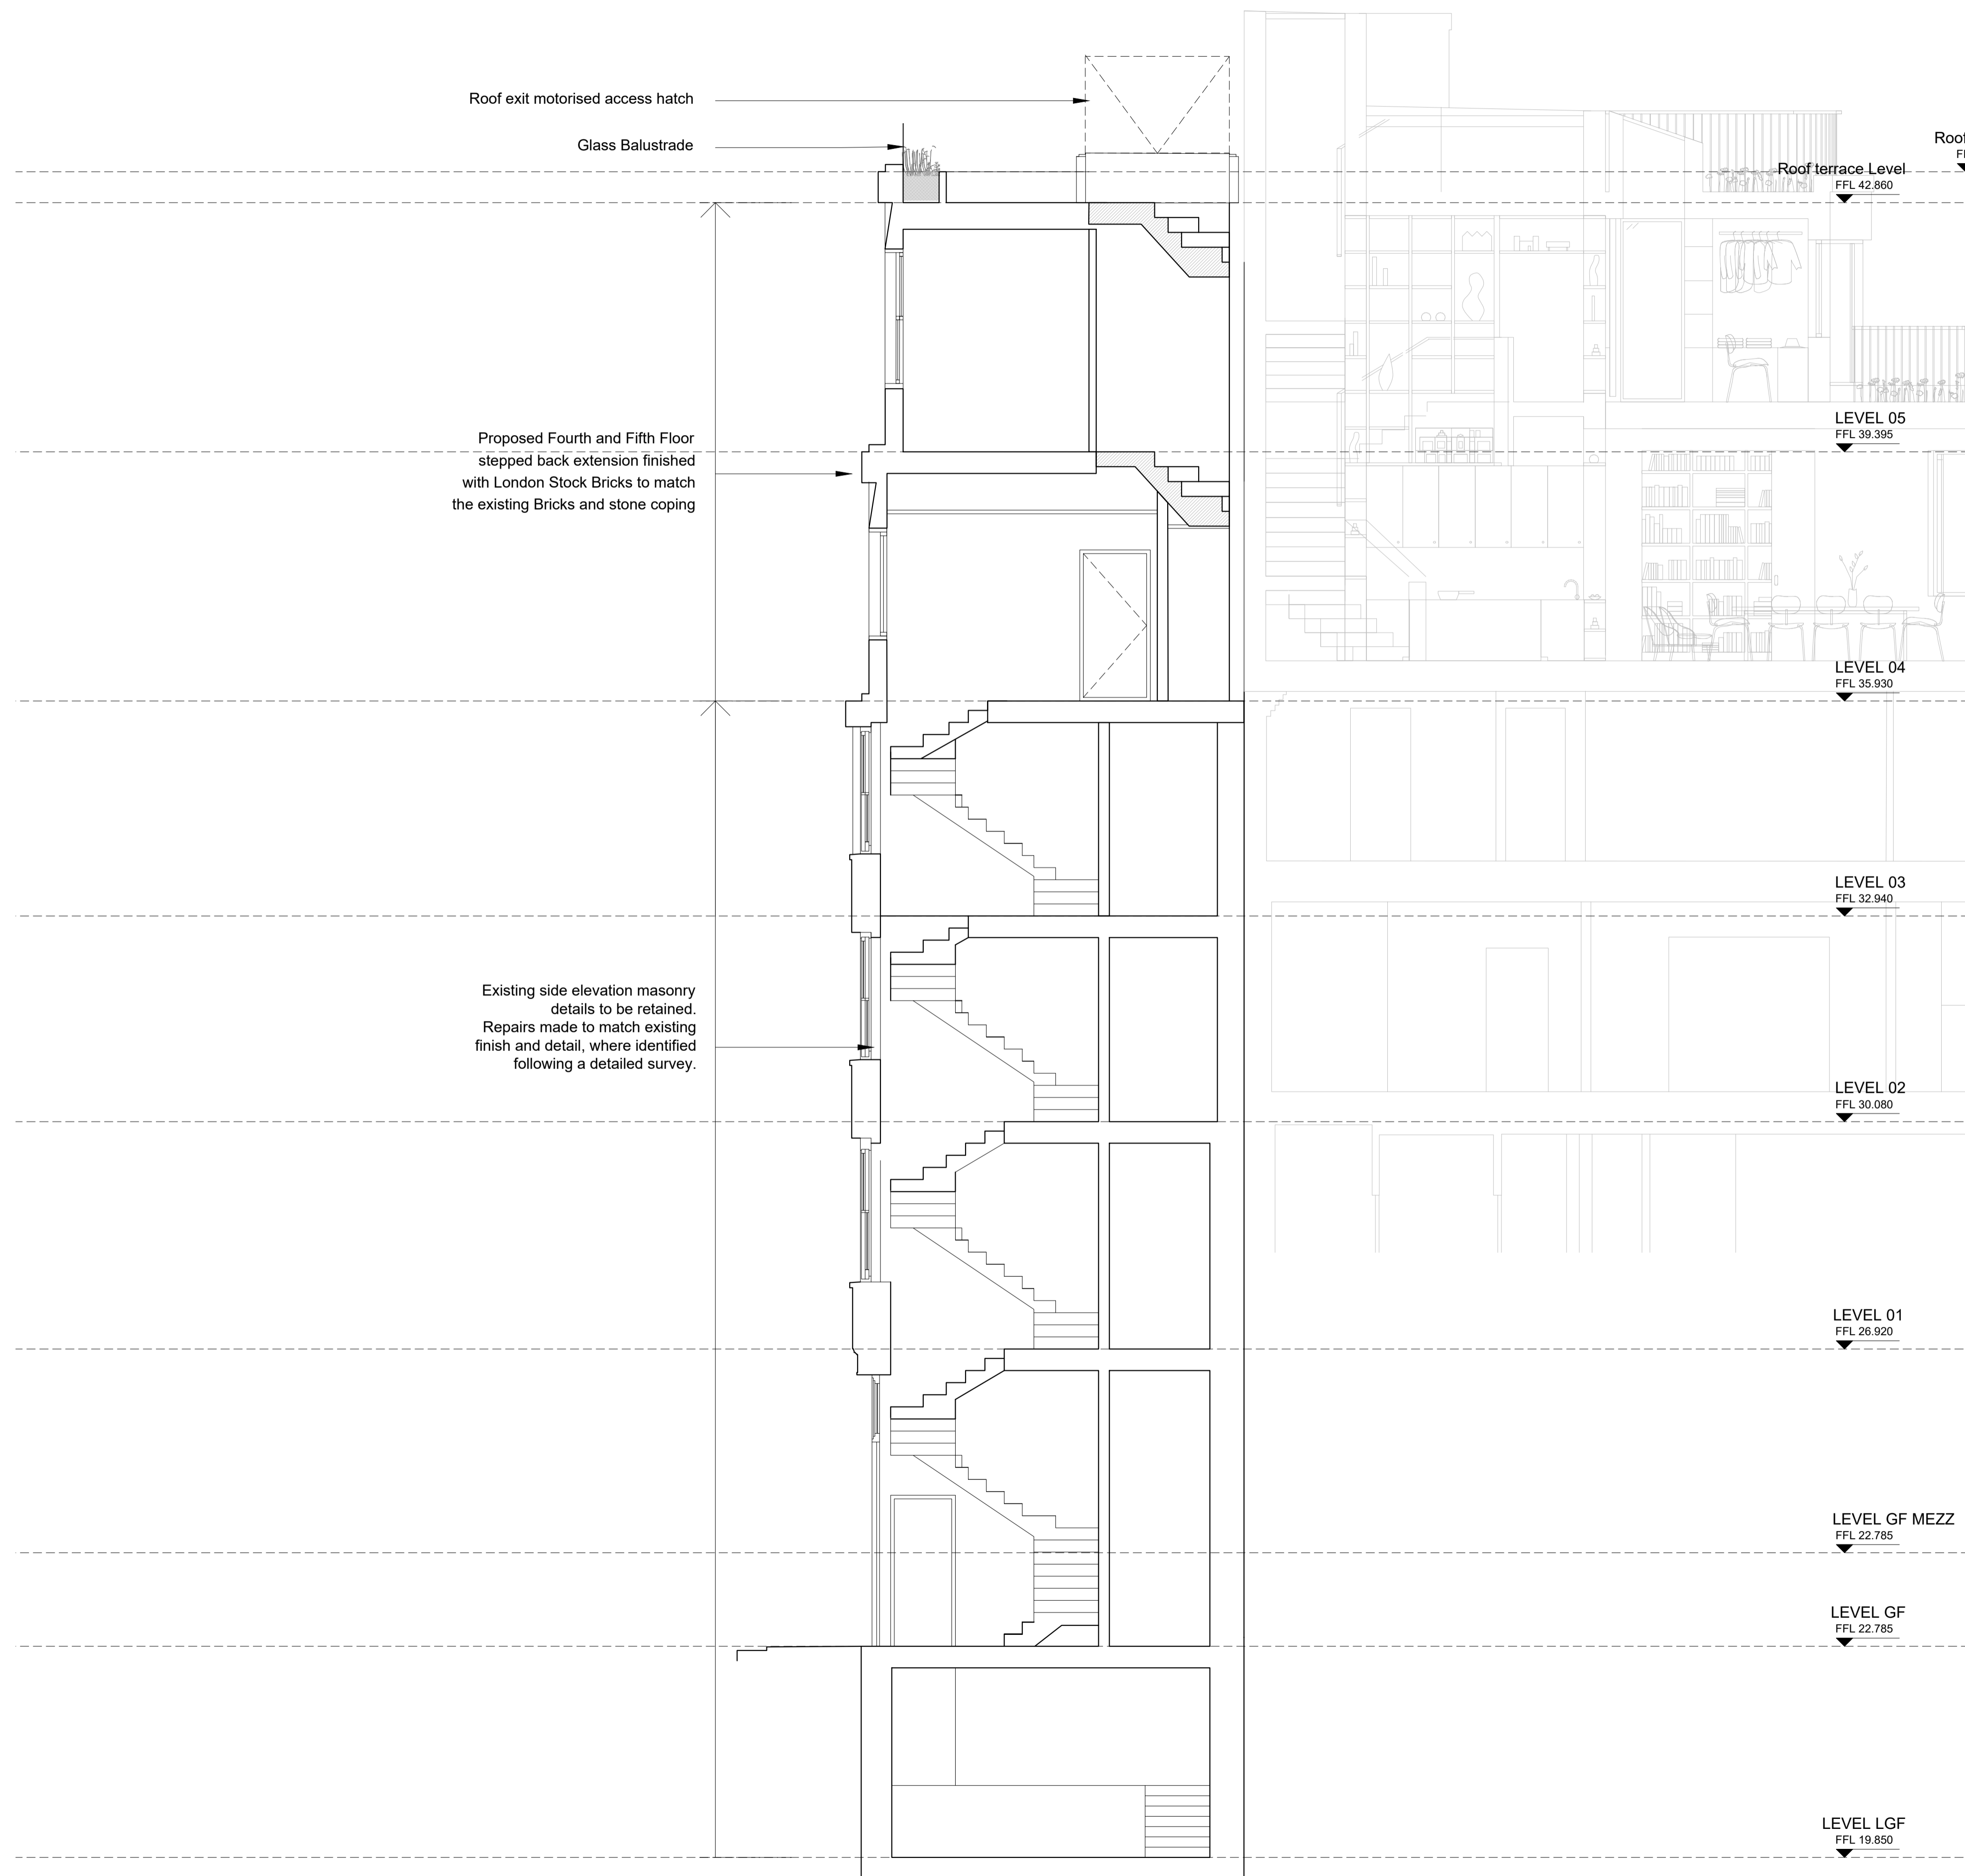 Roof exit motorised access hatch
Glass Balustrade
Roof
Roof terrace Level
FFL 42.860
LEVEL 05
FFL 39.395
Proposed Fourth and Fifth Floor
stepped back extension finished
with London Stock Bricks to match
the existing Bricks and stone coping
LEVEL 04
FFL 35.930
LEVEL 03
FFL 32.940
Existing side elevation masonry
details to be retained.
Repairs made to match existing
finish and detail, where identified
following a detailed survey.
LEVEL 02
FFL 30.080
LEVEL 01
FFL 26.920
LEVEL GF MEZZ
FFL 22.785
LEVEL GF
FFL 22.785
LEVEL LGF
FFL 19.850